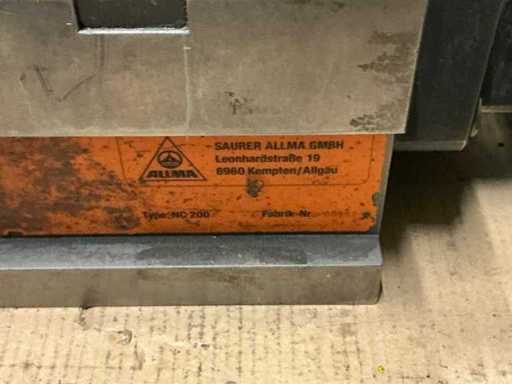 SAURER ALLMA GMBH
Leonhardstraße 19
8960 Kempten/Allgäu
ALLMA
Type: NC 200 Fabrik-Nr.